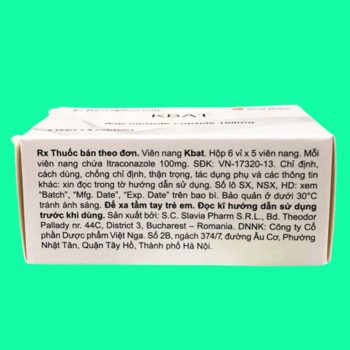 KBAT
Rx Thuốc bán theo đơn. Viên nang Kbat. Hộp 6 vỉ x 5 viên nang. Mỗi
viên nang chứa Itraconazole 100mg. SĐK: VN-17320-13. Chỉ định,
cách dùng, chống chỉ định, thận trọng, tác dụng phụ và các thông tin
khác: xin đọc trong tờ hướng dẫn sử dụng. Số lô SX, NSX, HD: xem
"Batch", "Mfg. Date", "Exp. Date" trên bao bì. Bảo quản ở dưới 30°C
tránh ánh sáng. Để xa tầm tay trẻ em. Đọc kĩ hướng dẫn sử dụng
trước khi dùng. Sản xuất bởi: S.C. Slavia Pharm S.R.L., Bd. Theodor
Pallady nr. 44C, District 3, Bucharest – Romania. DNNK: Công ty Cổ
phần Dược phẩm Việt Nga. Số 2B, ngách 374/7, đường Âu Cơ, Phường
Nhật Tân, Quận Tây Hồ, Thành phố Hà Nội.